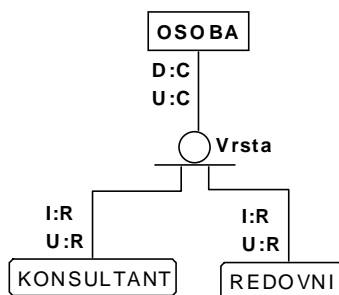 OSOBA
D:C
U:C
Vrsta
I:R
U:R
I:R
U:R
KONSULTANT
REDOVNI